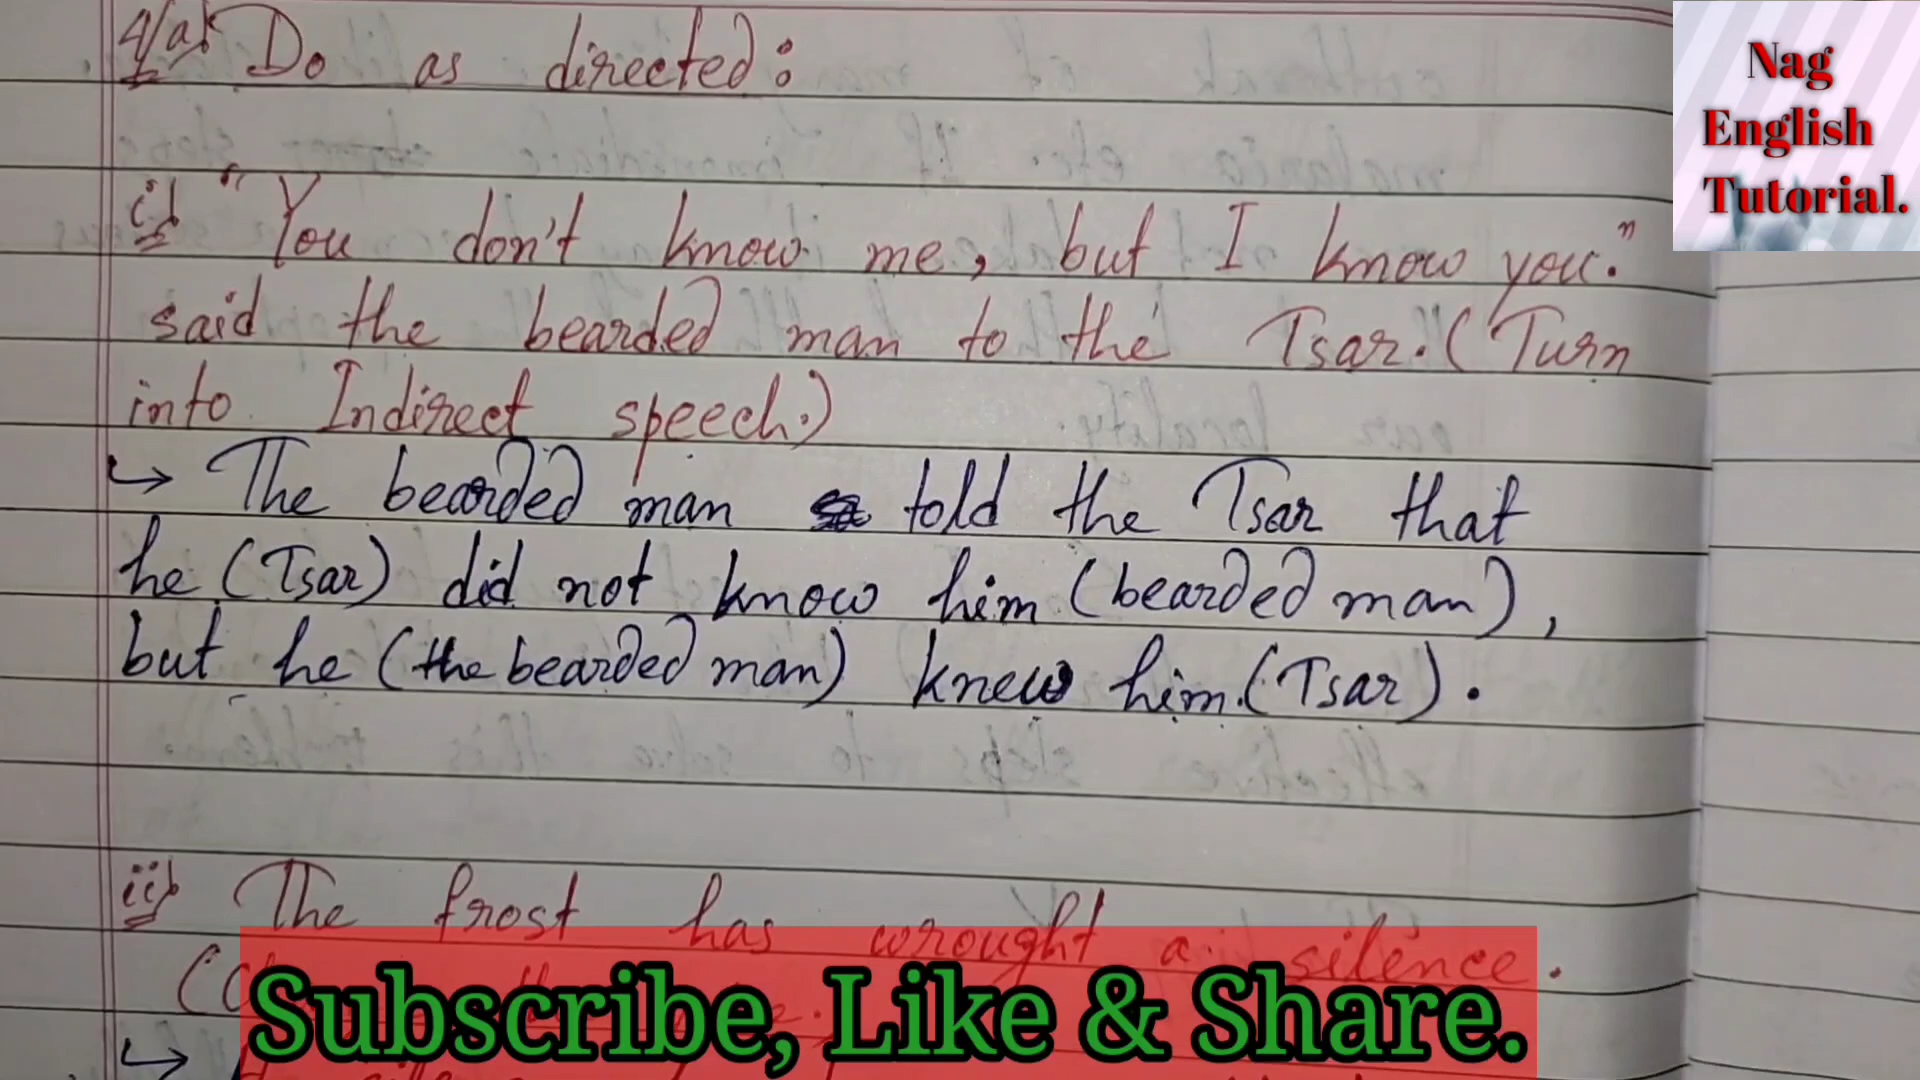 4/a) Do as directed:
i) "You don't know me, but I know you."
said the bearded man to the Tsar. (Turn
into Indirect speech.)
↳ The bearded man told the Tsar that
he (Tsar) did not know him (bearded man),
but he (the bearded man) knew him. (Tsar).
ii) The frost has wrought a silence.
Subscribe, Like & Share.
Nag
English
Tutorial.